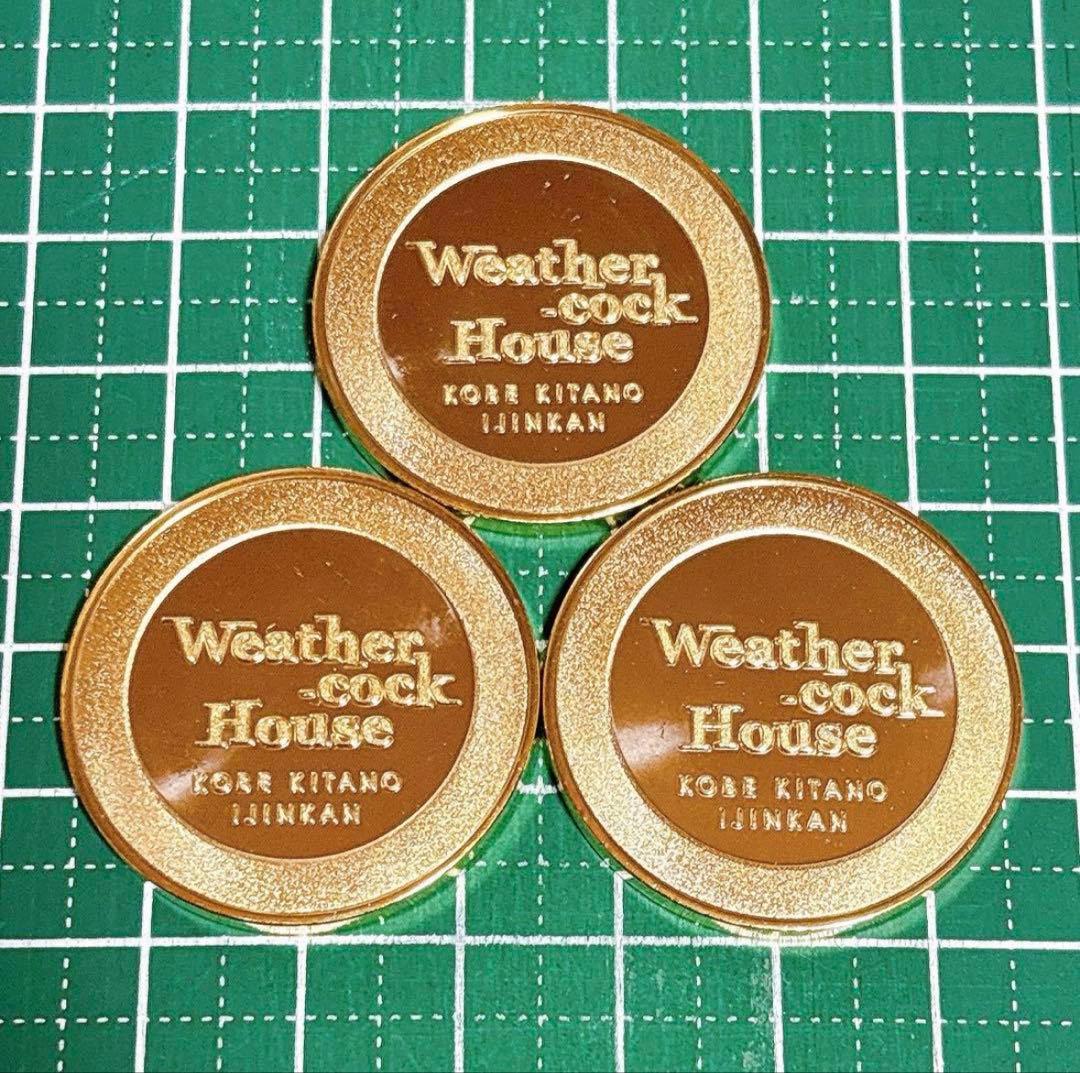 Weather
-cock
House
KOBE KITANO
IJINKAN
Weather
-cock
House
KOBE KITANO
IJINKAN
Weather
-cock
House
KOBE KITANO
IJINKAN